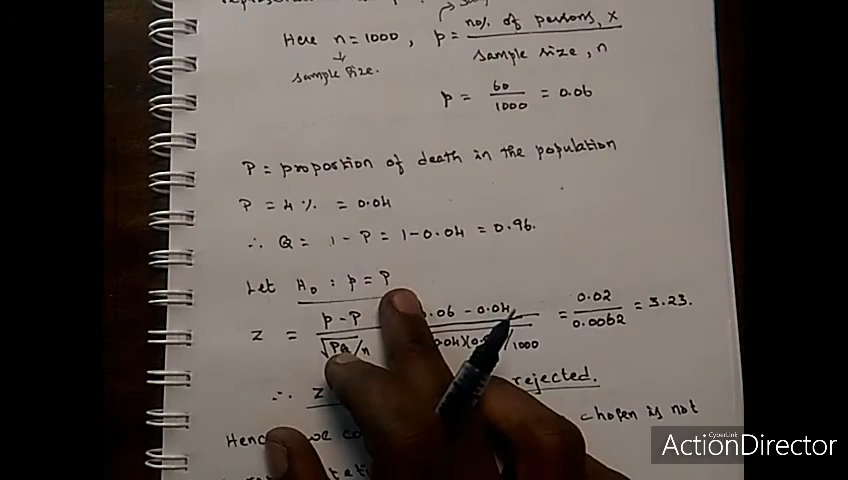 Here n = 1000 , p = no% of persons, x / sample size, n
sample size.
p = 60/1000 = 0.06
P = proportion of death in the population
P = 4% = 0.04
∴ Q = 1 - P = 1-0.04 = 0.96.
Let H₀ : p = P
Z = p - P / √PQ/n .06 - 0.04 / 04)(0. /1000 = 0.02/0.0062 = 3.23.
∴ Z rejected.
Hence we chosen is not
CyberLink
ActionDirector